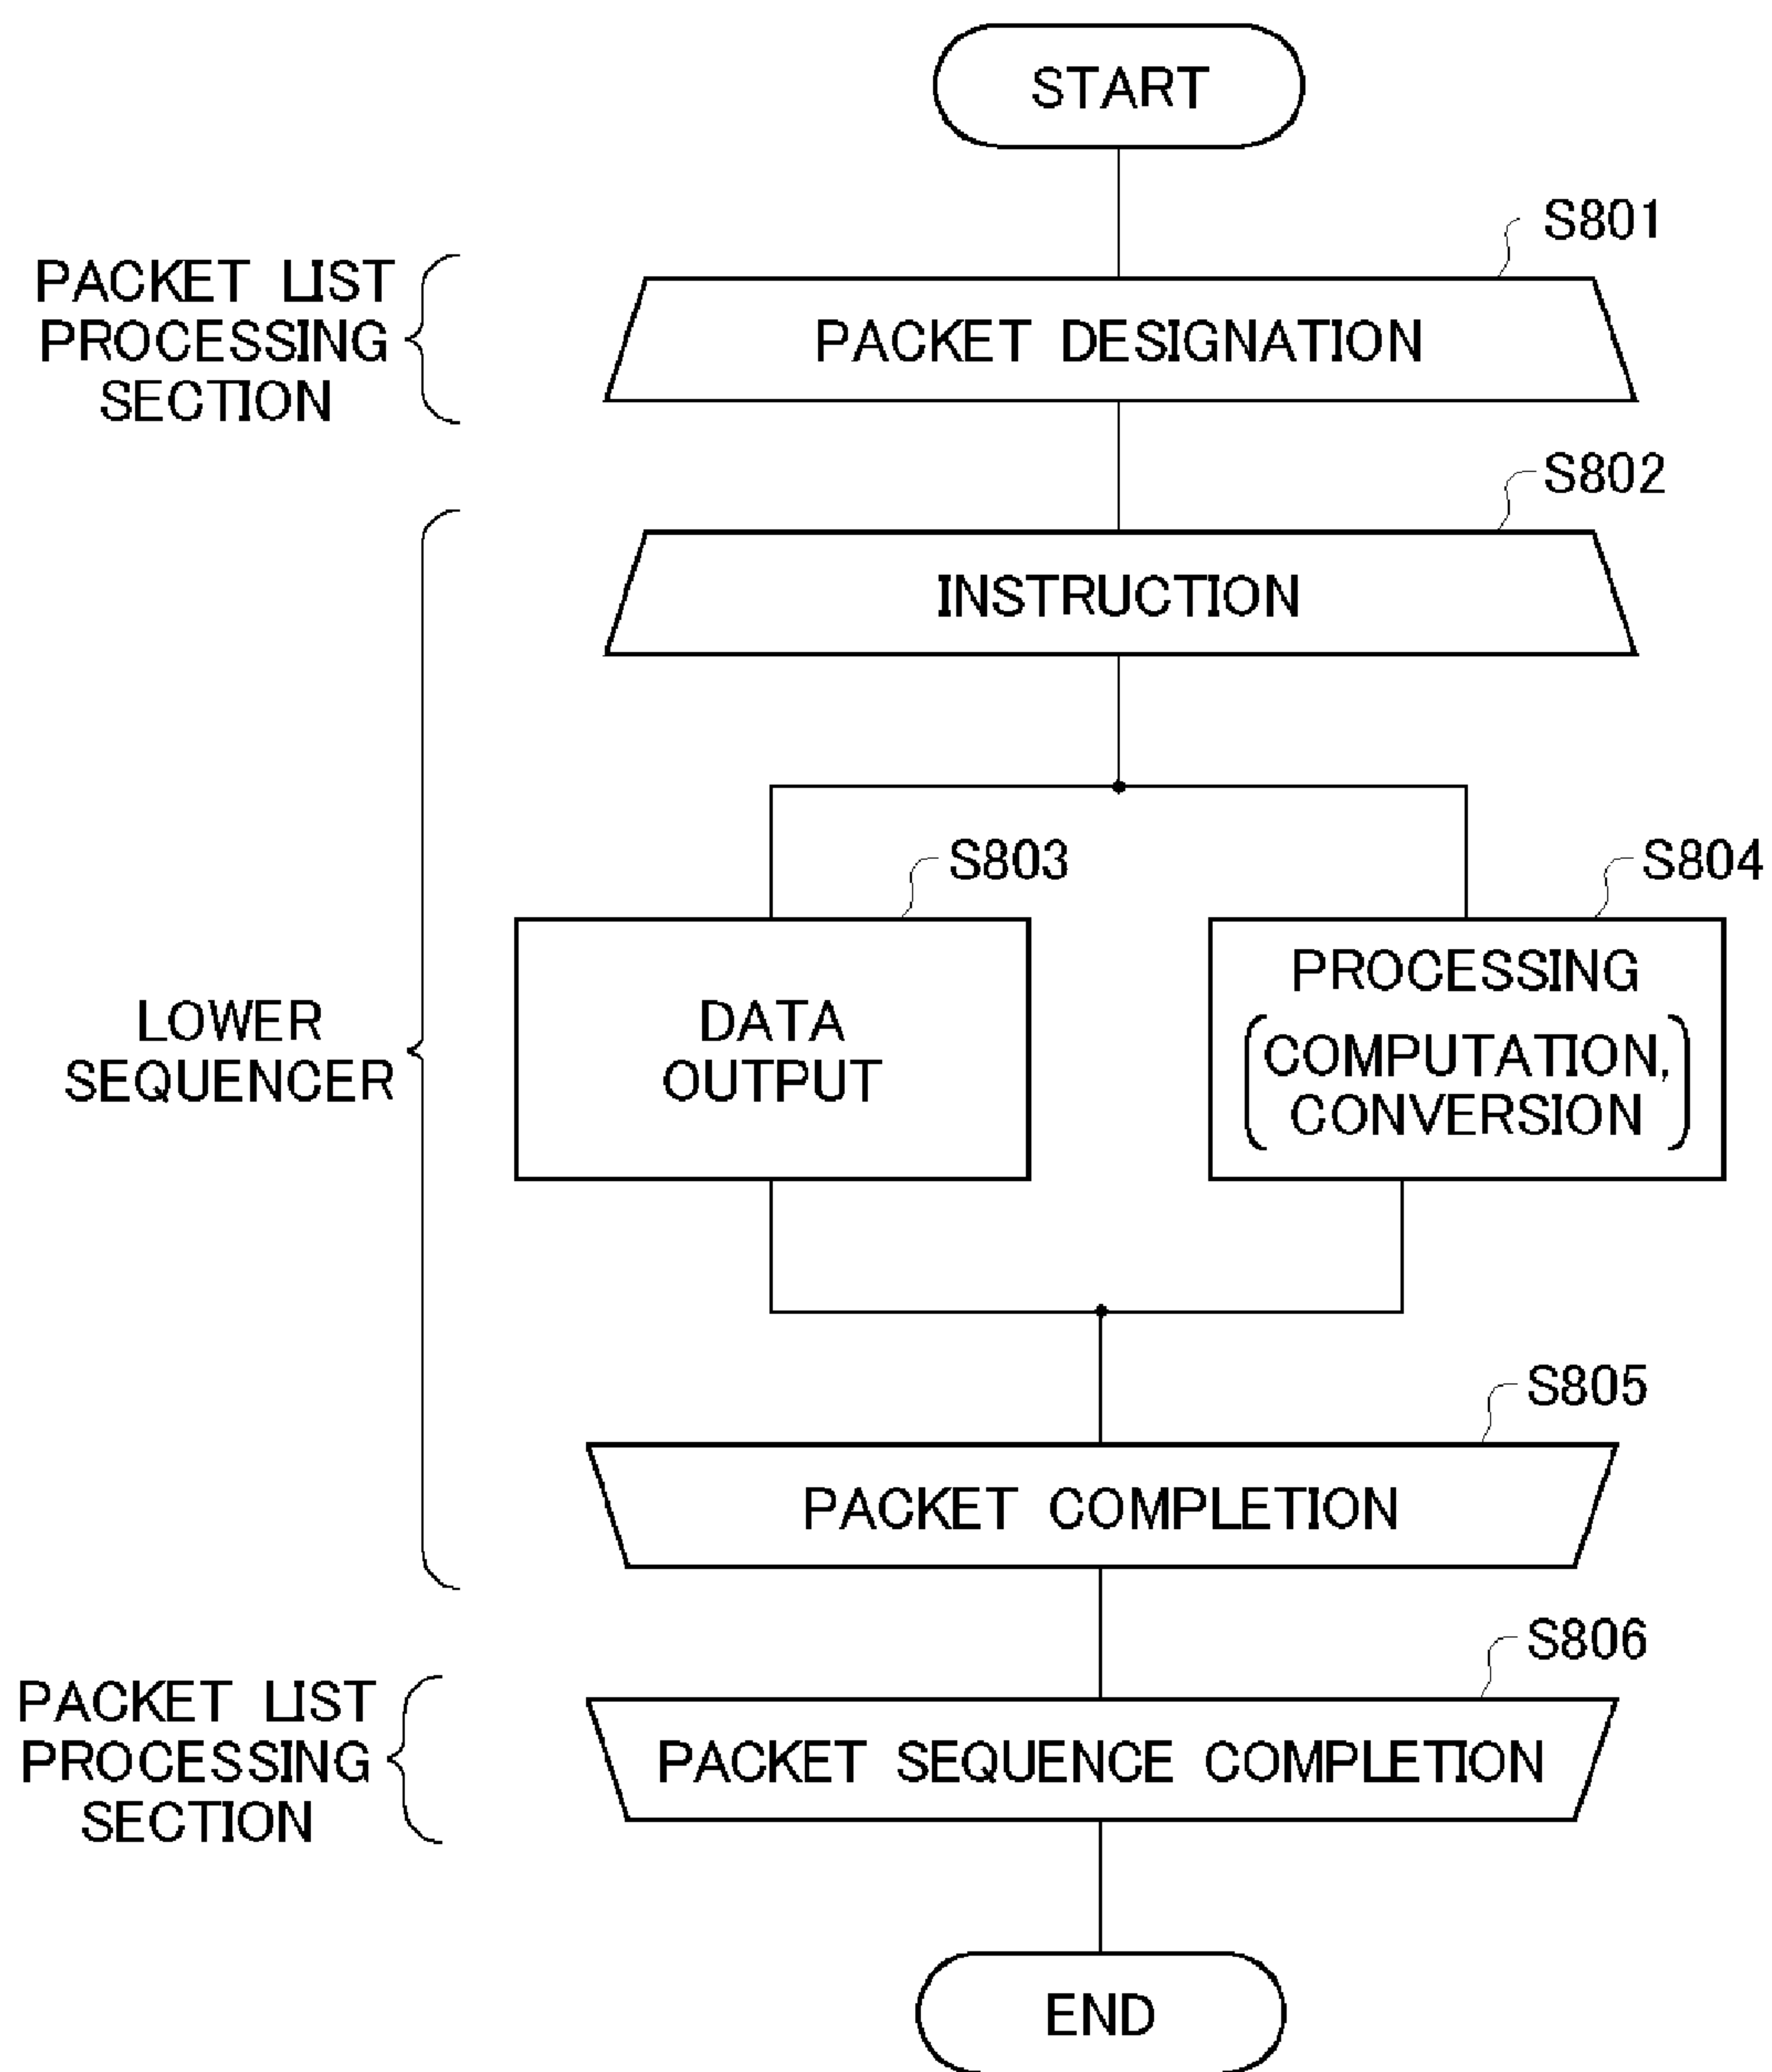 START
S801
PACKET LIST
PROCESSING
SECTION
PACKET DESIGNATION
S802
INSTRUCTION
S803
S804
LOWER
SEQUENCER
DATA
OUTPUT
PROCESSING
(COMPUTATION,
CONVERSION)
S805
PACKET COMPLETION
S806
PACKET LIST
PROCESSING
SECTION
PACKET SEQUENCE COMPLETION
END